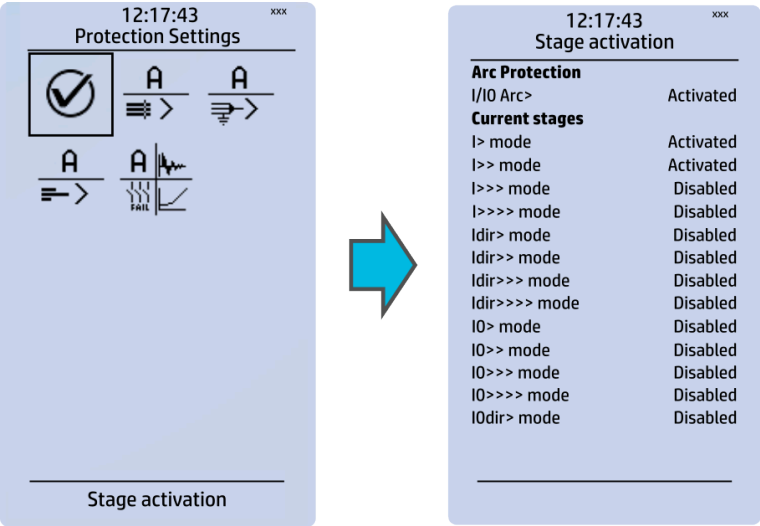 12:17:43 xxx
Protection Settings
A A
A A
FAIL
Stage activation
12:17:43 xxx
Stage activation
Arc Protection
I/I0 Arc> Activated
Current stages
I> mode Activated
I>> mode Activated
I>>> mode Disabled
I>>>> mode Disabled
Idir> mode Disabled
Idir>> mode Disabled
Idir>>> mode Disabled
Idir>>>> mode Disabled
I0> mode Disabled
I0>> mode Disabled
I0>>> mode Disabled
I0>>>> mode Disabled
I0dir> mode Disabled